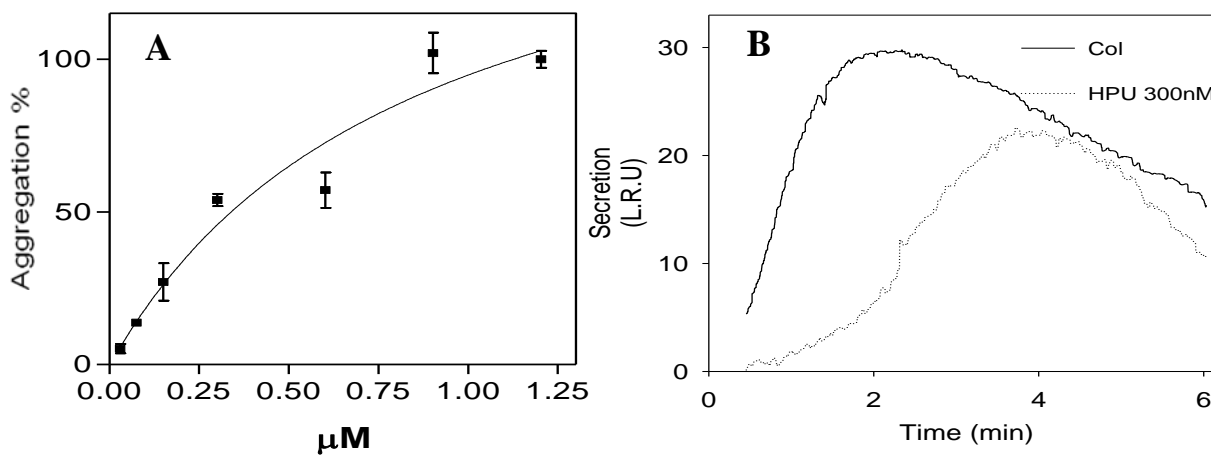 A
Aggregation %
100
50
0
0.00 0.25 0.50 0.75 1.00 1.25
μM
B
Col
HPU 300nM
Secretion
(L.R.U)
30
20
10
0
0 2 4 6
Time (min)